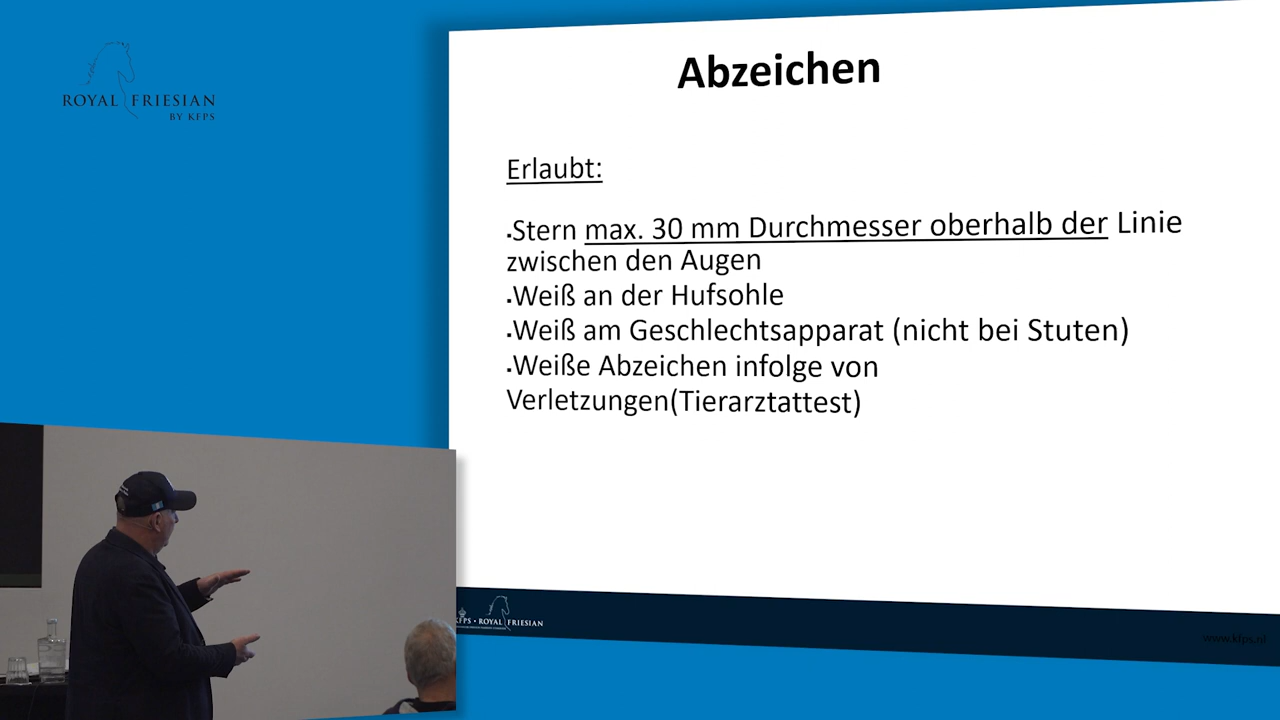 ROYAL FRIESIAN
BY KFPS
Abzeichen
Erlaubt:
▪Stern max. 30 mm Durchmesser oberhalb der Linie
zwischen den Augen
▪Weiß an der Hufsohle
▪Weiß am Geschlechtsapparat (nicht bei Stuten)
▪Weiße Abzeichen infolge von
Verletzungen(Tierarztattest)
KFPS • ROYAL FRIESIAN
www.kfps.nl